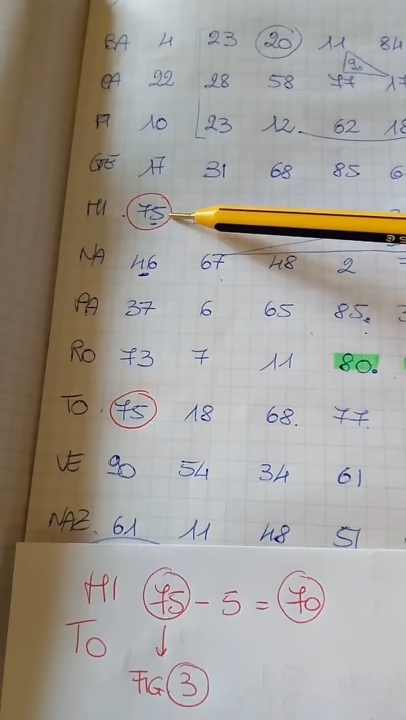 BA 4 23 20 11 84
CA 22 28 58 77 17
FI 10 23 12. 62 18
GE 17 31 68 85 6
MI . 75
NA 46 67 48 2
PA 37 6 65 85.
RO 73 7 11 80.
TO. 75 18 68. 77.
VE 90 54 34 61
NAZ. 61 11 48 51
MI 75 - 5 = 70
TO
FIG 3